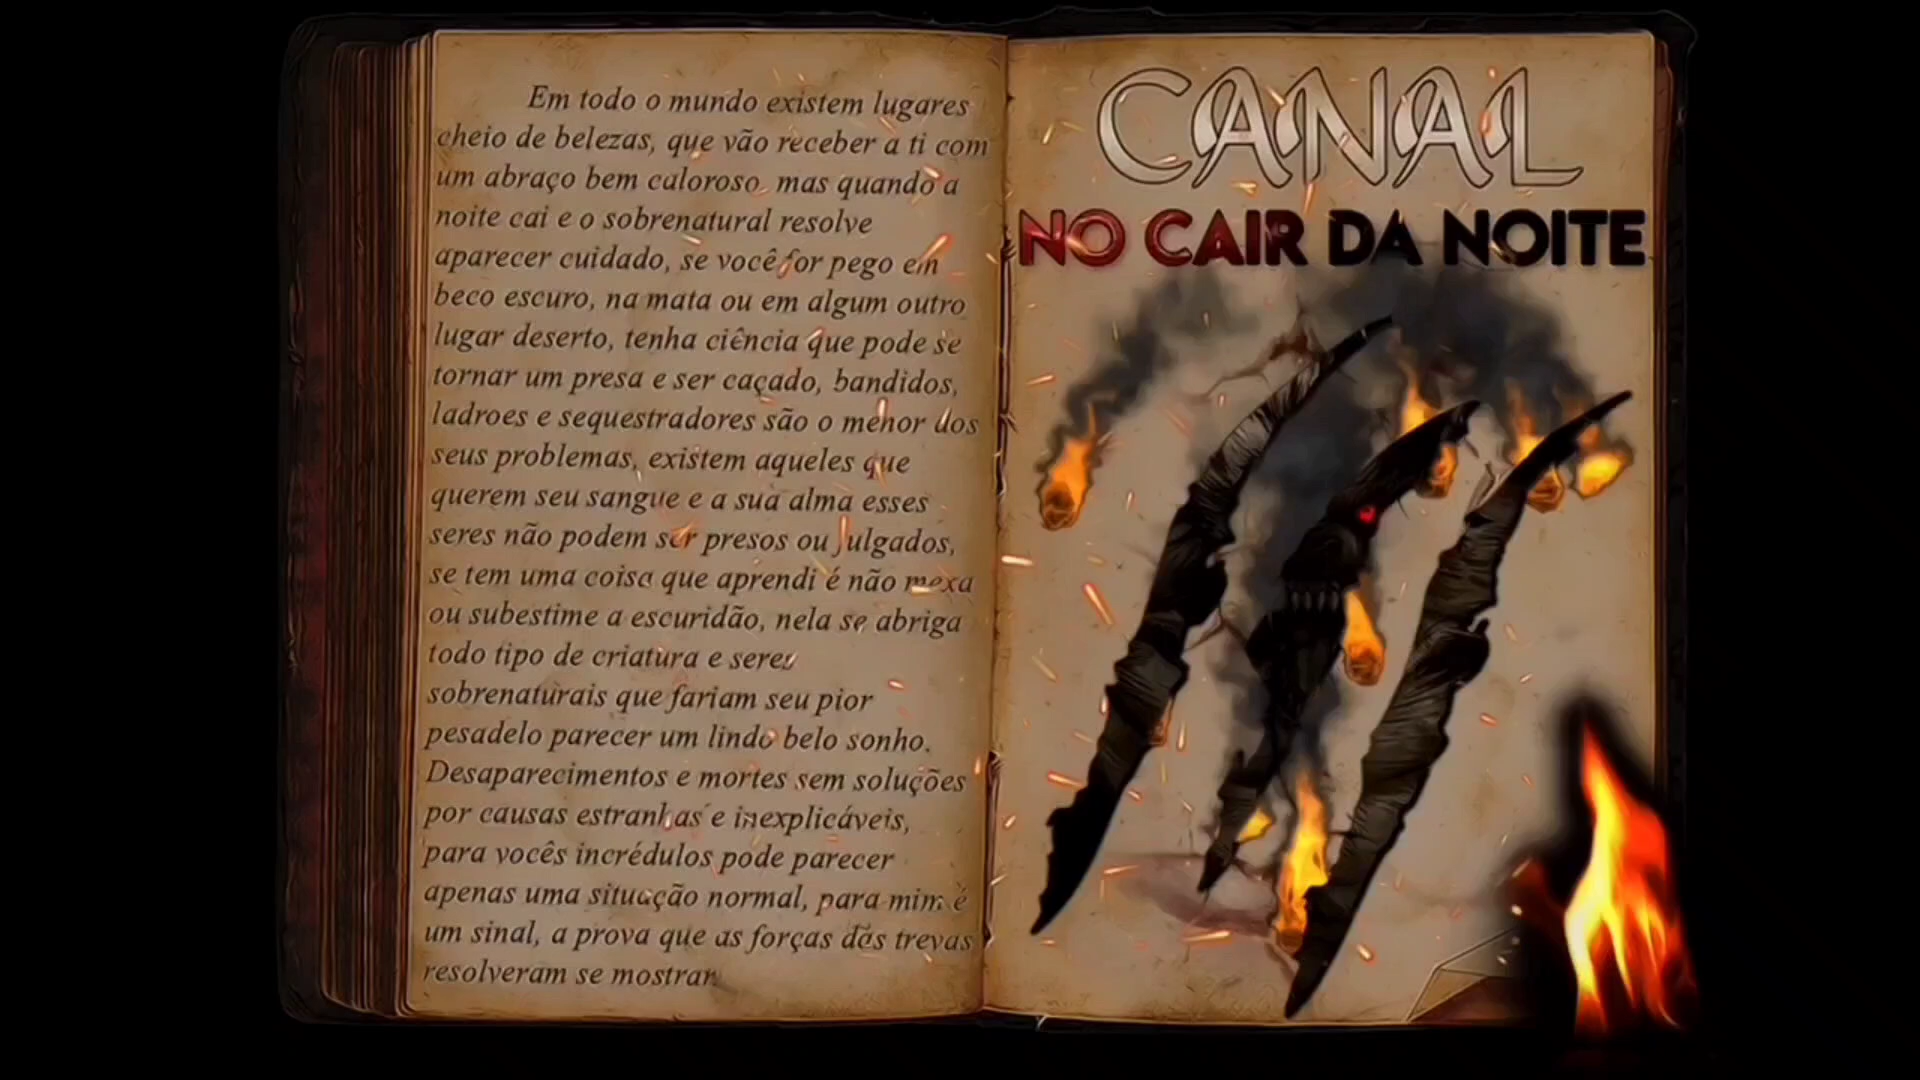 Em todo o mundo existem lugares
cheio de belezas, que vão receber a ti com
um abraço bem caloroso, mas quando a
noite cai e o sobrenatural resolve
aparecer cuidado, se você for pego em
beco escuro, na mata ou em algum outro
lugar deserto, tenha ciência que pode se
tornar um presa e ser caçado, bandidos,
ladroes e sequestradores são o menor dos
seus problemas, existem aqueles que
querem seu sangue e a sua alma esses
seres não podem ser presos ou julgados,
se tem uma coisa que aprendi é não mexa
ou subestime a escuridão, nela se abriga
todo tipo de criatura e seres
sobrenaturais que fariam seu pior
pesadelo parecer um lindo belo sonho.
Desaparecimentos e mortes sem soluções
por causas estranhas e inexplicáveis,
para vocês incrédulos pode parecer
apenas uma situação normal, para mim é
um sinal, a prova que as forças das trevas
resolveram se mostrar
CANAL
NO CAIR DA NOITE